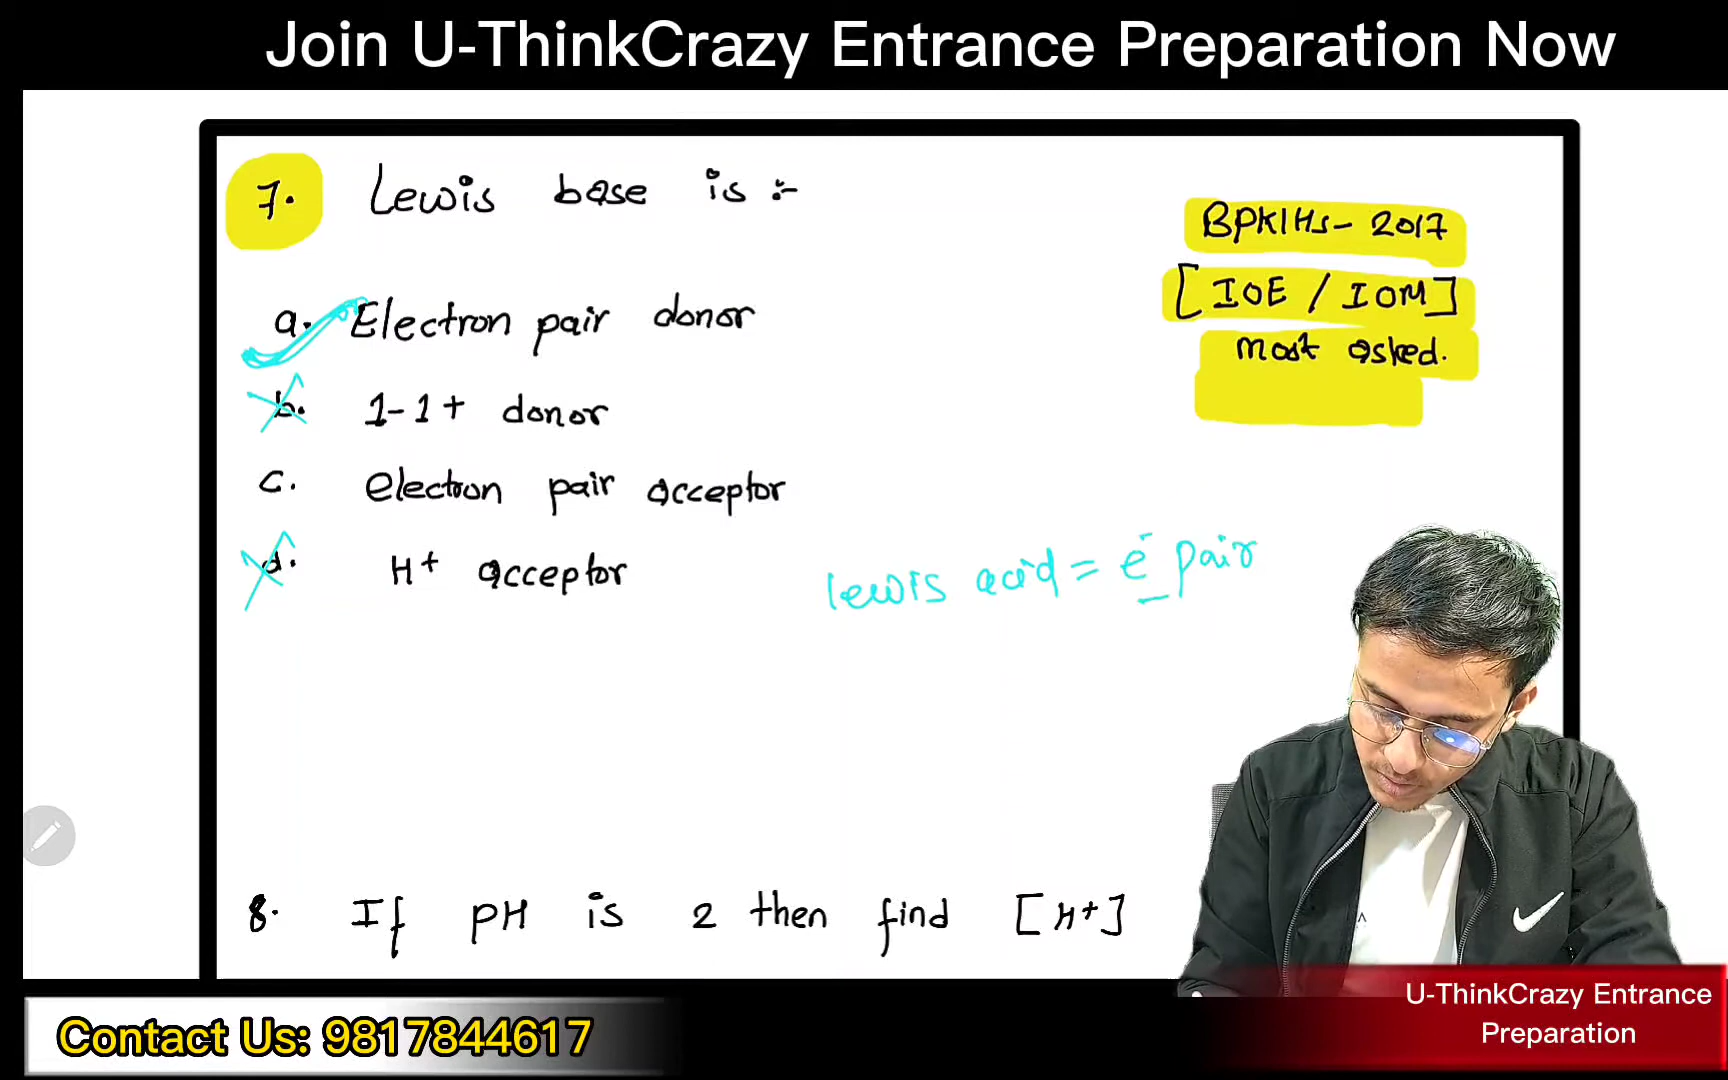 Join U-ThinkCrazy Entrance Preparation Now
7. Lewis base is :-
BPKIHS- 2017
[IOE / IOM]
most asked.
a. Electron pair donor
b. 1-1+ donor
c. electron pair acceptor
d. H+ acceptor
lewis acid = e- pair
8. If PH is 2 then find [H+]
U-ThinkCrazy Entrance
Preparation
Contact Us: 9817844617